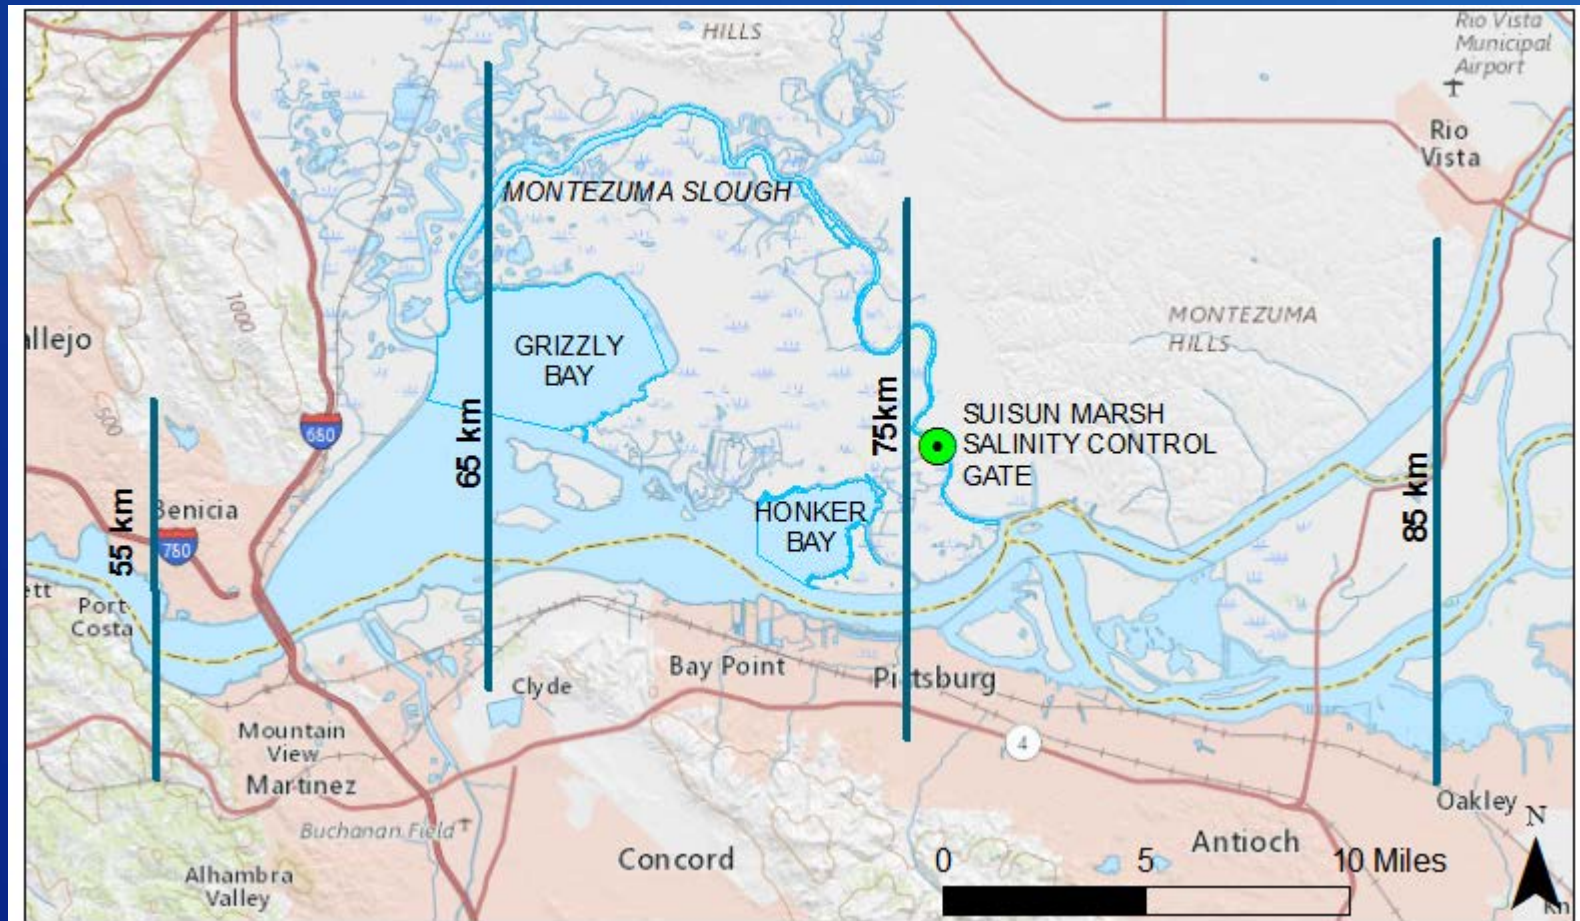 HILLS
Rio Vista
Municipal
Airport
Rio
Vista
MONTEZUMA SLOUGH
1000
MONTEZUMA
HILLS
allejo
GRIZZLY
BAY
500
680
65 km
75km
SUISUN MARSH
SALINITY CONTROL
GATE
85 km
55 km
Benicia
780
HONKER
BAY
ett
Port
Costa
Bay Point
Clyde
Pittsburg
Mountain
View
Martinez
4
Oakley
N
Buchanan Field
Concord
Antioch
0
5
10 Miles
Alhambra
Valley
Kn